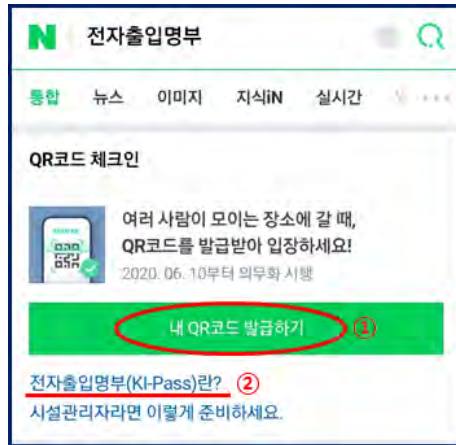 N 전자출입명부
통합 뉴스 이미지 지식iN 실시간
QR코드 체크인
여러 사람이 모이는 장소에 갈 때,
QR코드를 발급받아 입장하세요!
2020. 06. 10부터 의무화 시행
내 QR코드 발급하기 ①
전자출입명부(KI-Pass)란? ②
시설관리자라면 이렇게 준비하세요.